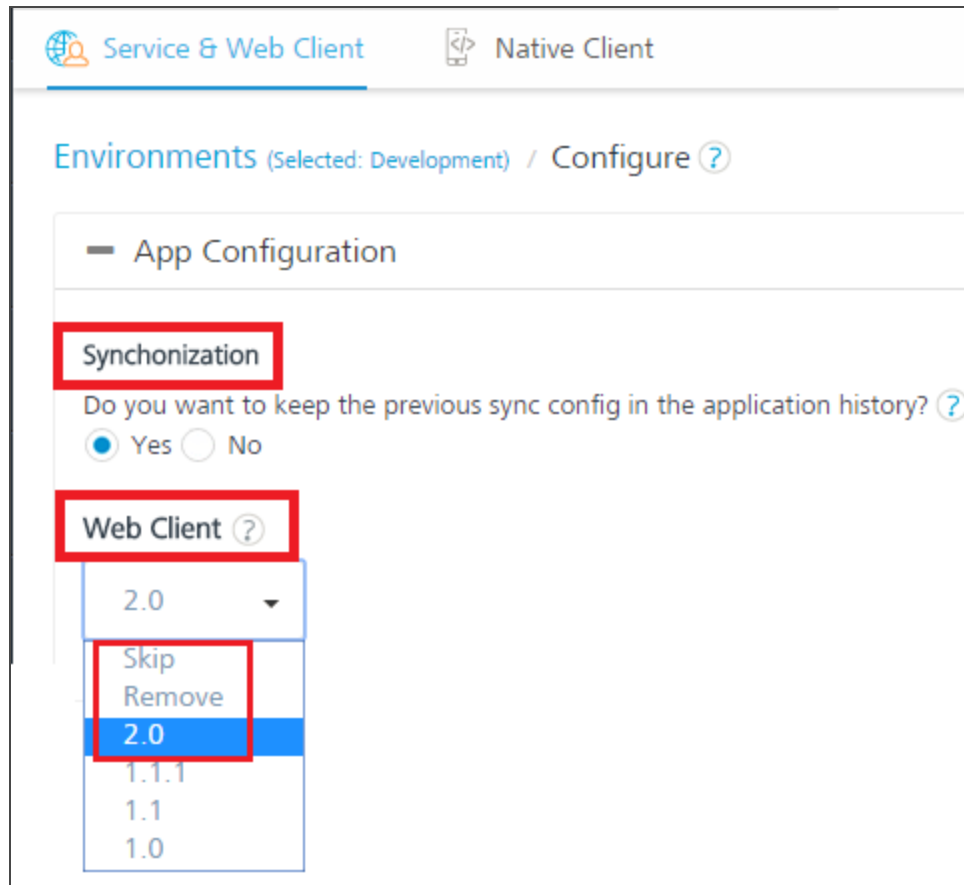 Service & Web Client Native Client
Environments (Selected: Development) / Configure ?
App Configuration
Synchonization
Do you want to keep the previous sync config in the application history? ?
Yes No
Web Client ?
2.0
Skip
Remove
2.0
1.1.1
1.1
1.0